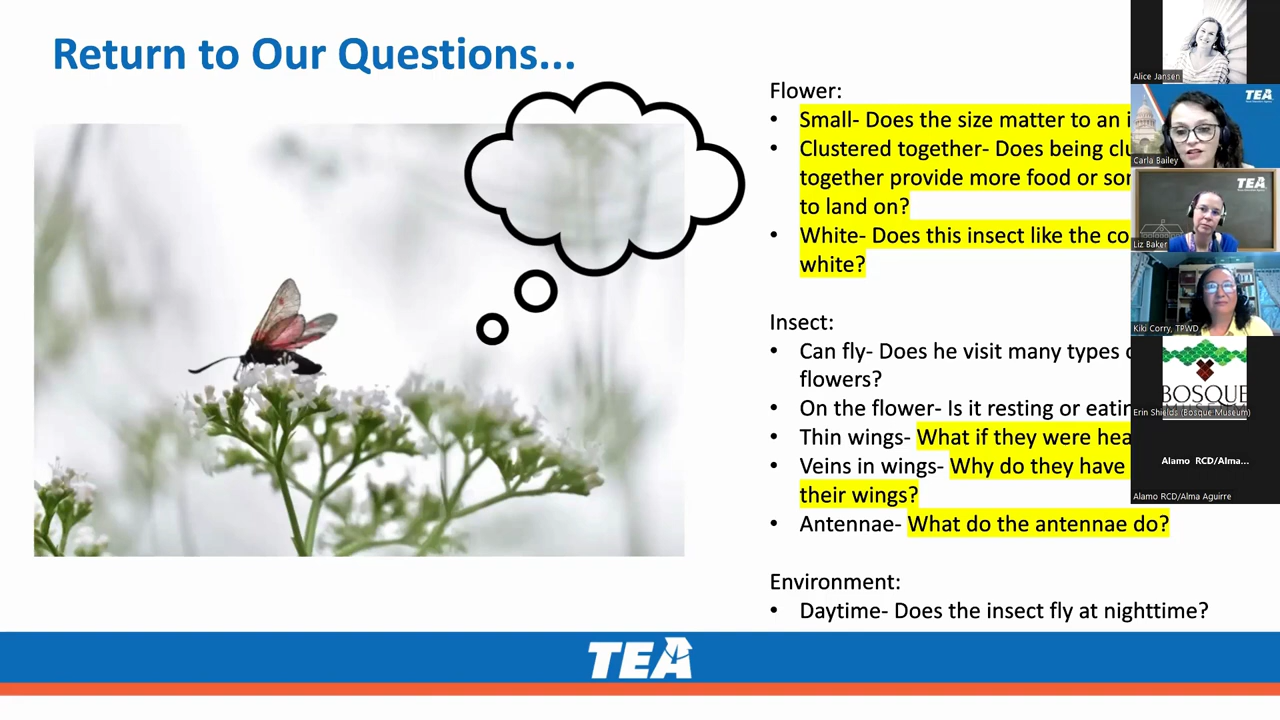 Return to Our Questions...
Flower:
• Small- Does the size matter to an
• Clustered together- Does being
together provide more food or
to land on?
• White- Does this insect like the
white?
Insect:
• Can fly- Does he visit many types
flowers?
• On the flower- Is it resting or
• Thin wings- What if they were
• Veins in wings- Why do they have
their wings?
• Antennae- What do the antennae do?
Environment:
• Daytime- Does the insect fly at nighttime?
TEA
Alice Jansen
TEA
Carla Bailey
TEA
Liz Baker
Kiki Corry, TPWD
BOSQUE
Erin Shields (Bosque Museum)
Alamo RCD/Alma...
Alamo RCD/Alma Aguirre